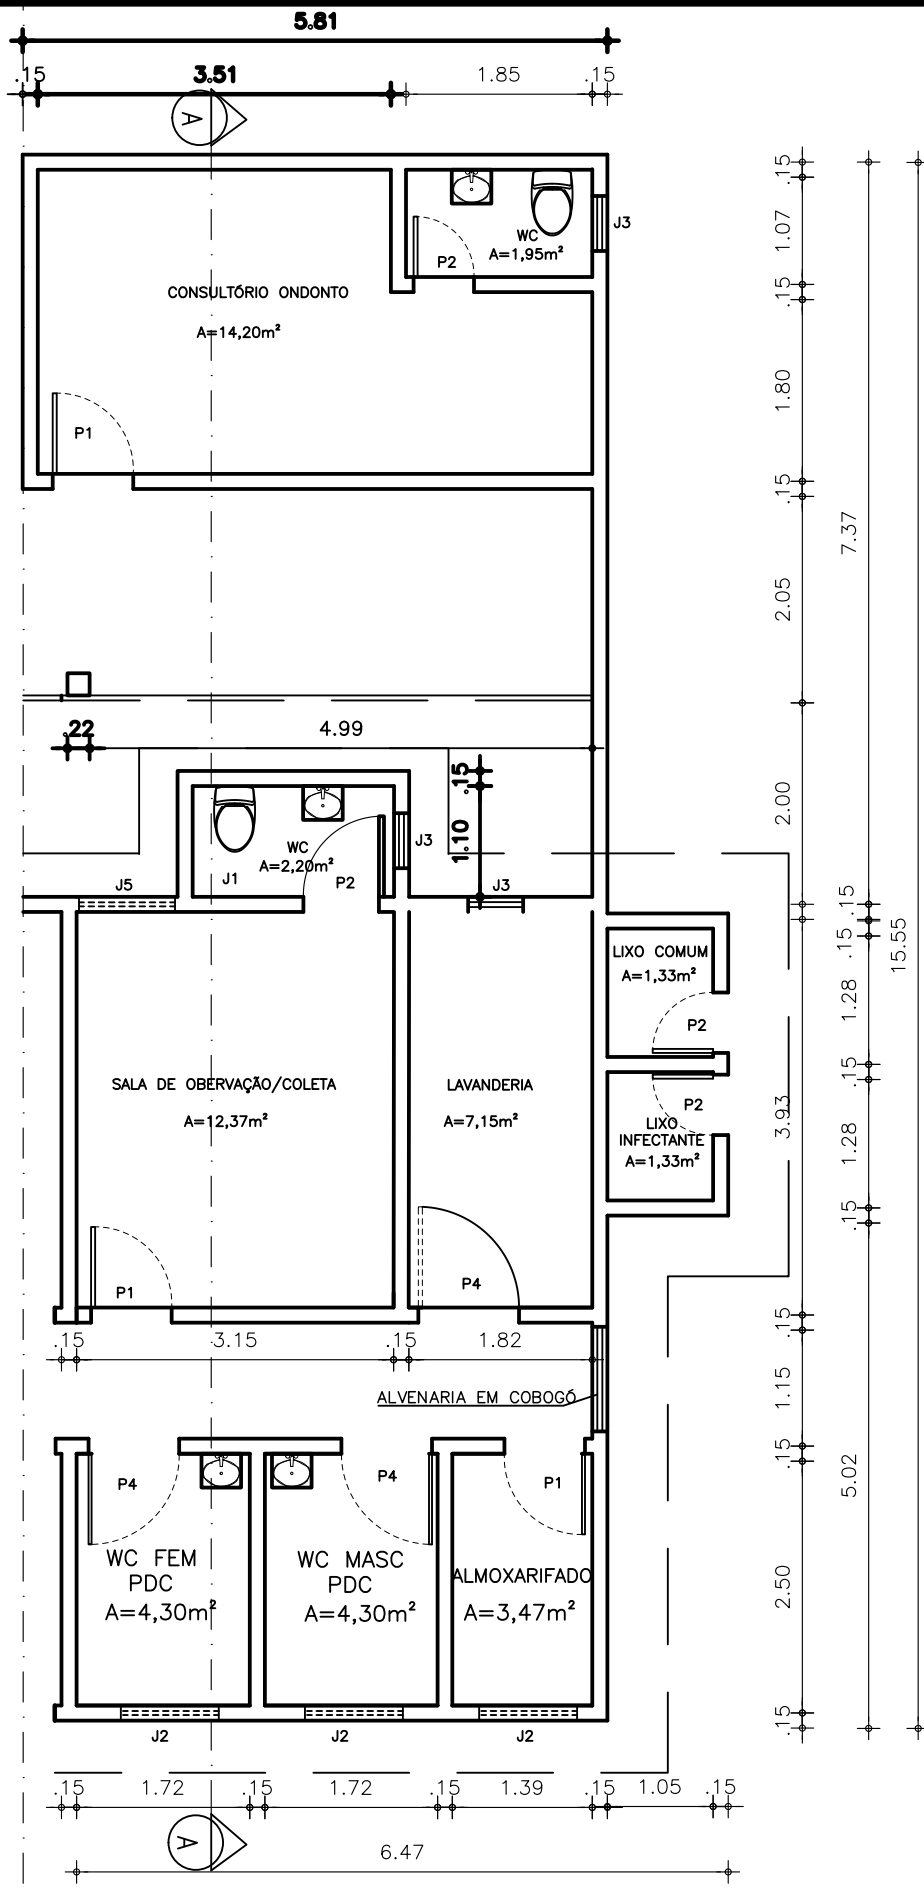 5.81
.15
3.51
1.85
.15
A
WC
A=1,95m²
P2
J3
CONSULTÓRIO ONDONTO
A=14,20m²
P1
.15
1.07
.15
1.80
.15
2.05
7.37
.22
4.99
.15
1.10
2.00
WC
A=2,20m²
J1
P2
J3
J5
J3
.15
.15
15.55
LIXO COMUM
A=1,33m²
P2
1.28
SALA DE OBERVAÇÃO/COLETA
A=12,37m²
LAVANDERIA
A=7,15m²
P2
LIXO
INFECTANTE
A=1,33m²
.15
3.93
1.28
.15
P1
P4
.15
3.15
.15
1.82
.15
ALVENARIA EM COBOGÓ
1.15
.15
P4
P4
P1
5.02
WC FEM
PDC
A=4,30m²
WC MASC
PDC
A=4,30m²
ALMOXARIFADO
A=3,47m²
2.50
J2
J2
J2
.15
.15
1.72
.15
1.72
.15
1.39
.15
1.05
.15
A
6.47